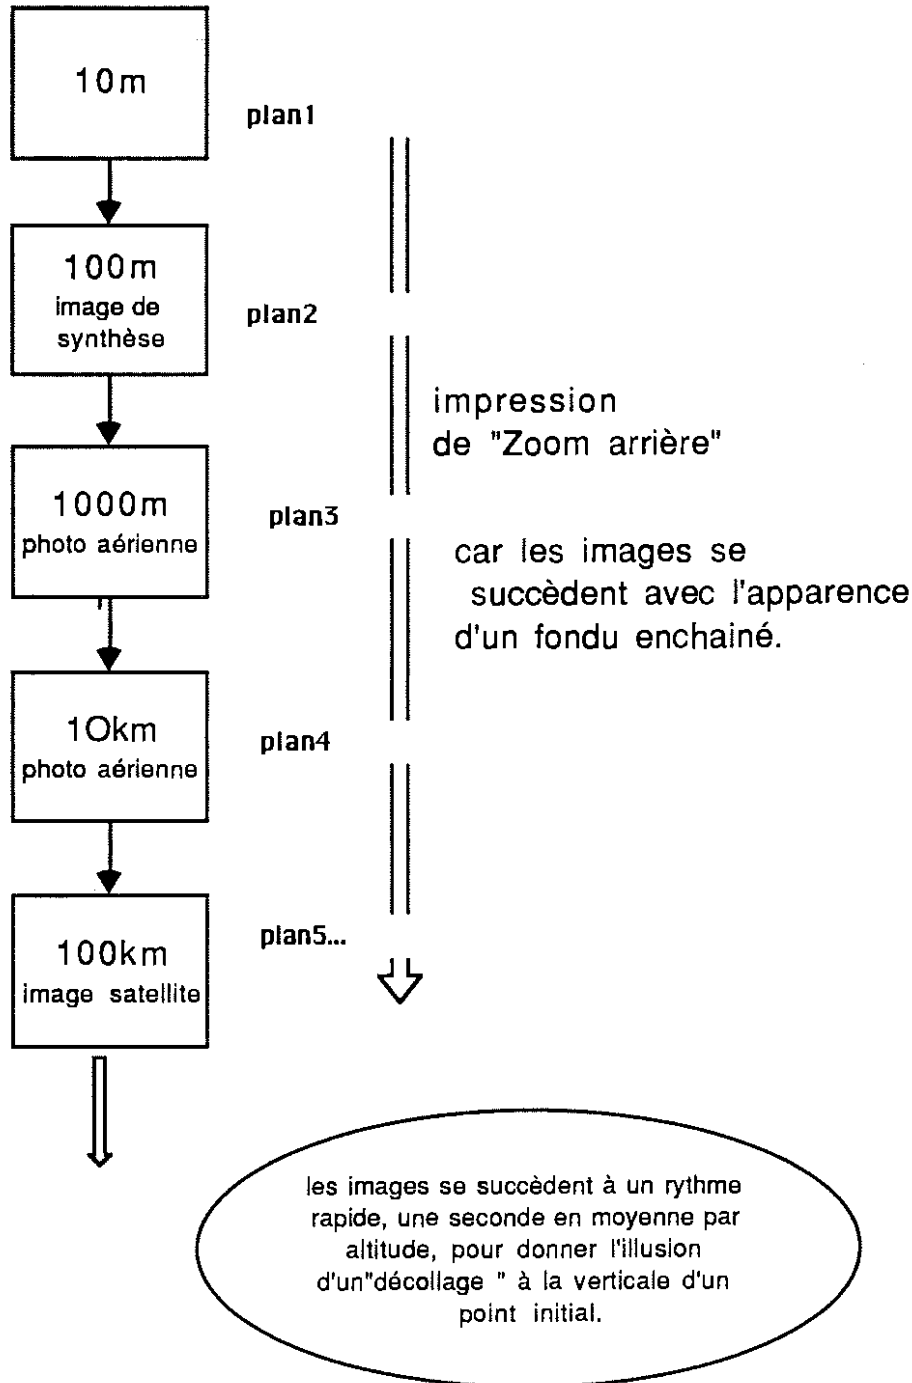 10m
plan1
100m
image de
synthèse
plan2
impression
de "Zoom arrière"
1000m
photo aérienne
plan3
car les images se
succèdent avec l'apparence
d'un fondu enchainé.
1Okm
photo aérienne
plan4
100km
image satellite
plan5...
les images se succèdent à un rythme
rapide, une seconde en moyenne par
altitude, pour donner l'illusion
d'un"décollage " à la verticale d'un
point initial.